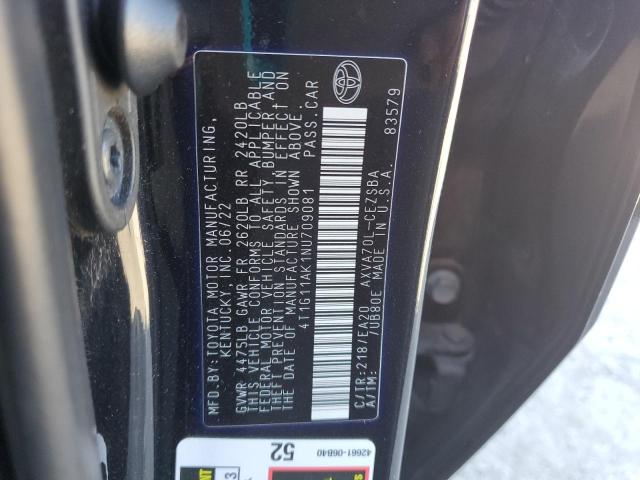 MFD.BY: TOYOTA MOTOR MANUFACTURING,
KENTUCKY, INC. 06/22
GVWR 4475LB GAWR FR 2620LB RR 2420LB
THIS VEHICLE CONFORMS TO ALL APPLICABLE
FEDERAL MOTOR VEHICLE SAFETY BUMPER AND
THEFT PREVENTION STANDARDS IN EFFECT ON
THE DATE OF MANUFACTURE SHOWN ABOVE.
4T1G11AK1NU709081 PASS.CAR
C/TR:218/EA20 AXVA70L-CEZSBA
A/TM: /UB80E MADE IN U.S.A.
83579
42661-06B40
52